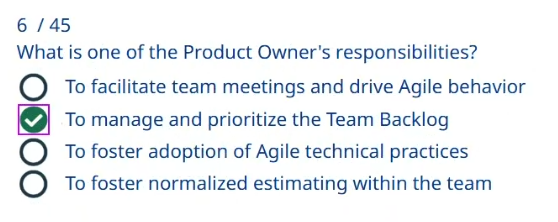 6 / 45
What is one of the Product Owner's responsibilities?
To facilitate team meetings and drive Agile behavior
To manage and prioritize the Team Backlog
To foster adoption of Agile technical practices
To foster normalized estimating within the team